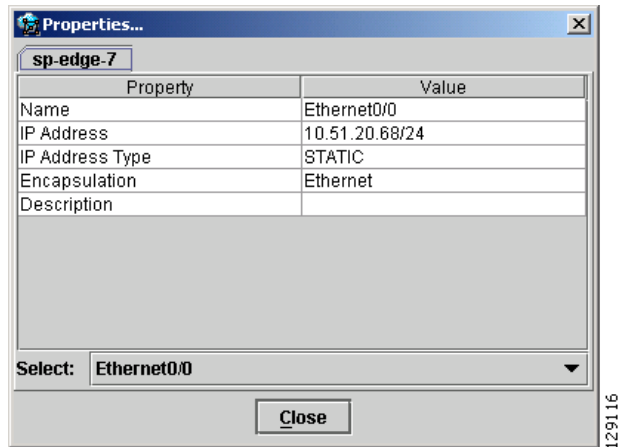 Properties...
sp-edge-7
Property Value
Name Ethernet0/0
IP Address 10.51.20.68/24
IP Address Type STATIC
Encapsulation Ethernet
Description
Select: Ethernet0/0
Close
129116